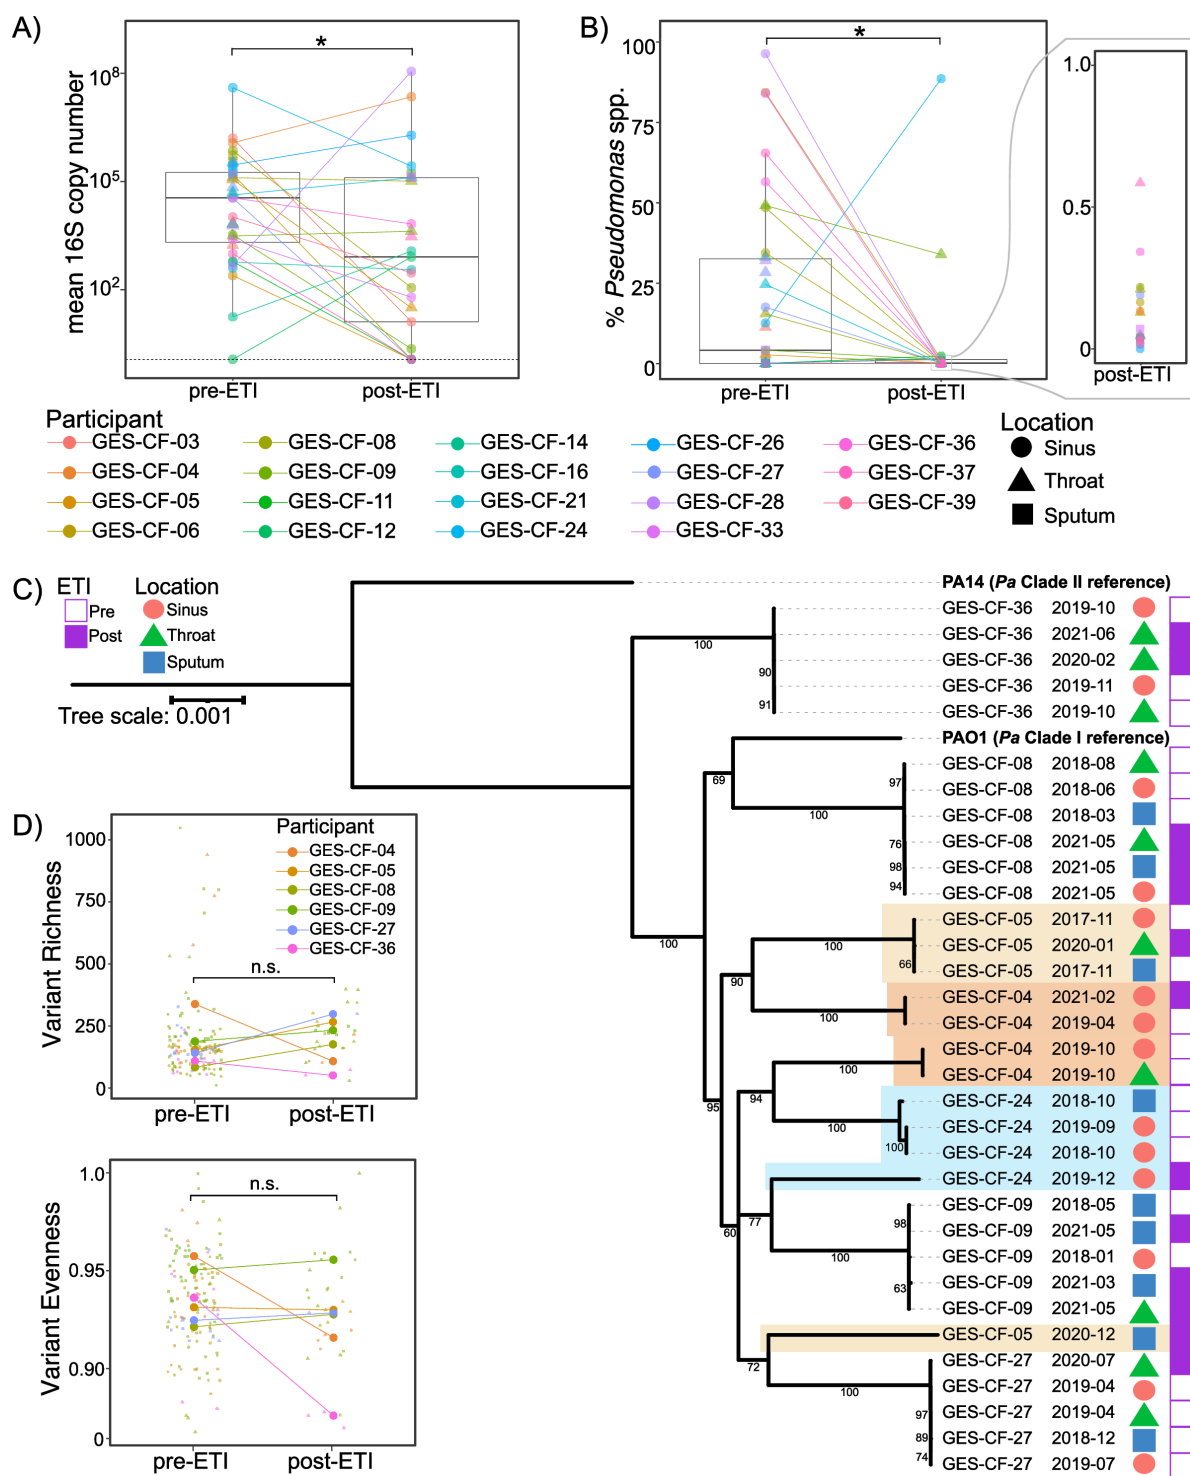 A)
*
mean 16S copy number
10^8
10^5
10^2
pre-ETI
post-ETI
B)
*
% Pseudomonas spp.
100
75
50
25
0
pre-ETI
post-ETI
1.0
0.5
0
post-ETI
Participant
GES-CF-03
GES-CF-04
GES-CF-05
GES-CF-06
GES-CF-08
GES-CF-09
GES-CF-11
GES-CF-12
GES-CF-14
GES-CF-16
GES-CF-21
GES-CF-24
GES-CF-26
GES-CF-27
GES-CF-28
GES-CF-33
GES-CF-36
GES-CF-37
GES-CF-39
Location
Sinus
Throat
Sputum
C)
ETI
Pre
Post
Location
Sinus
Throat
Sputum
Tree scale: 0.001
PA14 (Pa Clade II reference)
GES-CF-36 2019-10
GES-CF-36 2021-06
GES-CF-36 2020-02
GES-CF-36 2019-11
GES-CF-36 2019-10
PAO1 (Pa Clade I reference)
GES-CF-08 2018-08
GES-CF-08 2018-06
GES-CF-08 2018-03
GES-CF-08 2021-05
GES-CF-08 2021-05
GES-CF-08 2021-05
GES-CF-05 2017-11
GES-CF-05 2020-01
GES-CF-05 2017-11
GES-CF-04 2021-02
GES-CF-04 2019-04
GES-CF-04 2019-10
GES-CF-04 2019-10
GES-CF-24 2018-10
GES-CF-24 2019-09
GES-CF-24 2018-10
GES-CF-24 2019-12
GES-CF-09 2018-05
GES-CF-09 2021-05
GES-CF-09 2018-01
GES-CF-09 2021-03
GES-CF-09 2021-05
GES-CF-05 2020-12
GES-CF-27 2020-07
GES-CF-27 2019-04
GES-CF-27 2019-04
GES-CF-27 2018-12
GES-CF-27 2019-07
100
90
91
69
97
100
76
98
94
100
100
66
90
100
100
94
95
100
100
77
60
98
100
63
72
100
97
89
74
D)
Variant Richness
1000
750
500
250
0
Participant
GES-CF-04
GES-CF-05
GES-CF-08
GES-CF-09
GES-CF-27
GES-CF-36
n.s.
pre-ETI
post-ETI
Variant Evenness
1.0
0.95
0.90
0
n.s.
pre-ETI
post-ETI